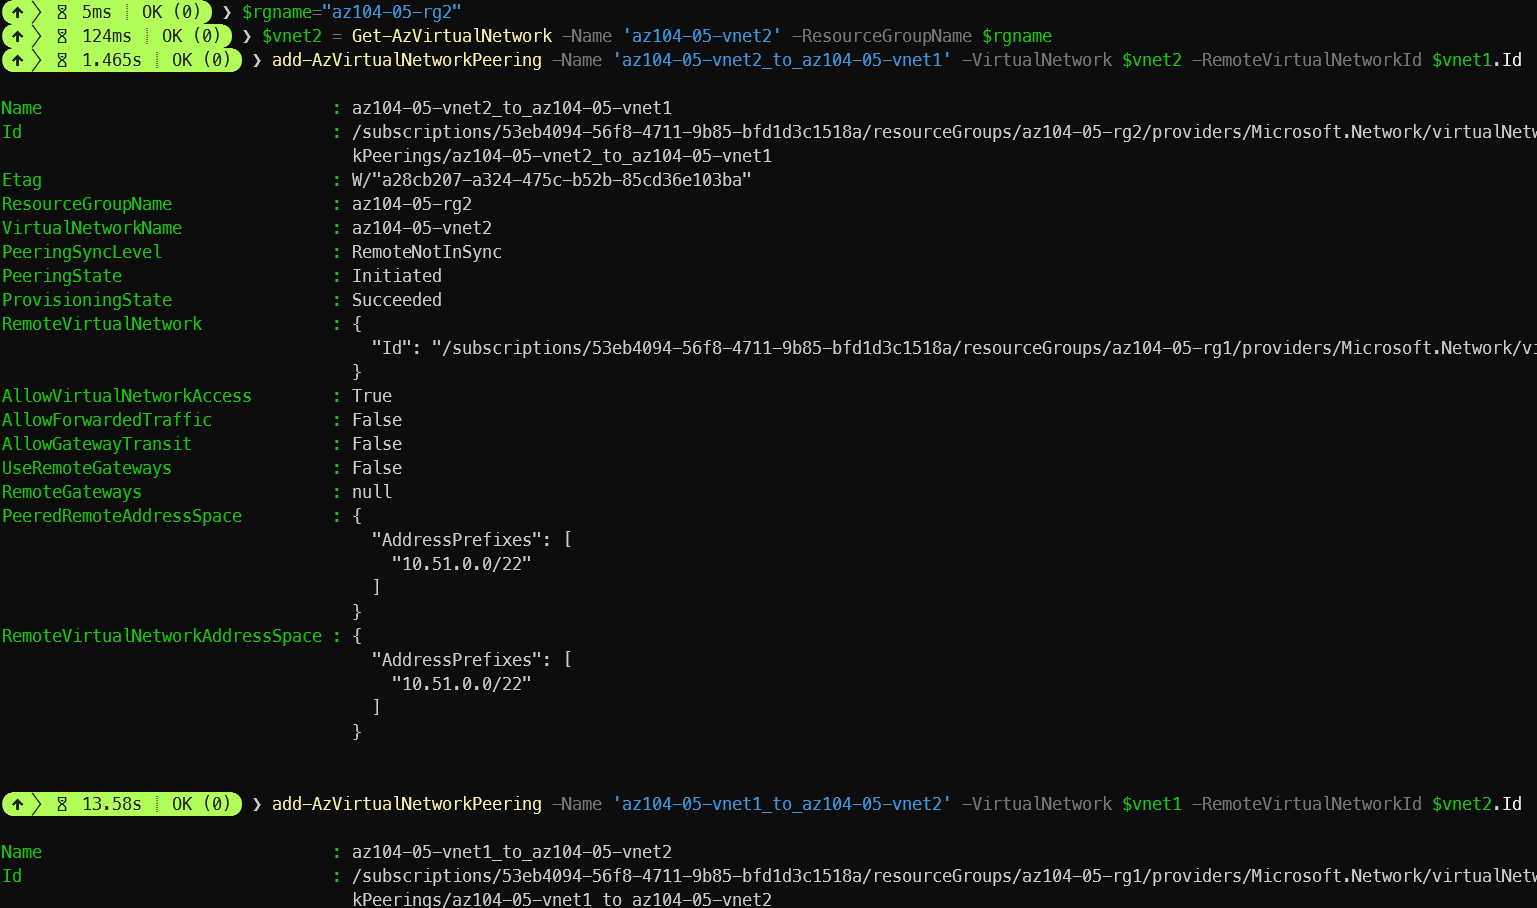 ↑ ⧖ 5ms ┊ OK (0) ❯ $rgname="az104-05-rg2"
↑ ⧖ 124ms ┊ OK (0) ❯ $vnet2 = Get-AzVirtualNetwork -Name 'az104-05-vnet2' -ResourceGroupName $rgname
↑ ⧖ 1.465s ┊ OK (0) ❯ add-AzVirtualNetworkPeering -Name 'az104-05-vnet2_to_az104-05-vnet1' -VirtualNetwork $vnet2 -RemoteVirtualNetworkId $vnet1.Id
Name : az104-05-vnet2_to_az104-05-vnet1
Id : /subscriptions/53eb4094-56f8-4711-9b85-bfd1d3c1518a/resourceGroups/az104-05-rg2/providers/Microsoft.Network/virtualNetw
kPeerings/az104-05-vnet2_to_az104-05-vnet1
Etag : W/"a28cb207-a324-475c-b52b-85cd36e103ba"
ResourceGroupName : az104-05-rg2
VirtualNetworkName : az104-05-vnet2
PeeringSyncLevel : RemoteNotInSync
PeeringState : Initiated
ProvisioningState : Succeeded
RemoteVirtualNetwork : {
"Id": "/subscriptions/53eb4094-56f8-4711-9b85-bfd1d3c1518a/resourceGroups/az104-05-rg1/providers/Microsoft.Network/vi
}
AllowVirtualNetworkAccess : True
AllowForwardedTraffic : False
AllowGatewayTransit : False
UseRemoteGateways : False
RemoteGateways : null
PeeredRemoteAddressSpace : {
"AddressPrefixes": [
"10.51.0.0/22"
]
}
RemoteVirtualNetworkAddressSpace : {
"AddressPrefixes": [
"10.51.0.0/22"
]
}
↑ ⧖ 13.58s ┊ OK (0) ❯ add-AzVirtualNetworkPeering -Name 'az104-05-vnet1_to_az104-05-vnet2' -VirtualNetwork $vnet1 -RemoteVirtualNetworkId $vnet2.Id
Name : az104-05-vnet1_to_az104-05-vnet2
Id : /subscriptions/53eb4094-56f8-4711-9b85-bfd1d3c1518a/resourceGroups/az104-05-rg1/providers/Microsoft.Network/virtualNetw
kPeerings/az104-05-vnet1_to_az104-05-vnet2